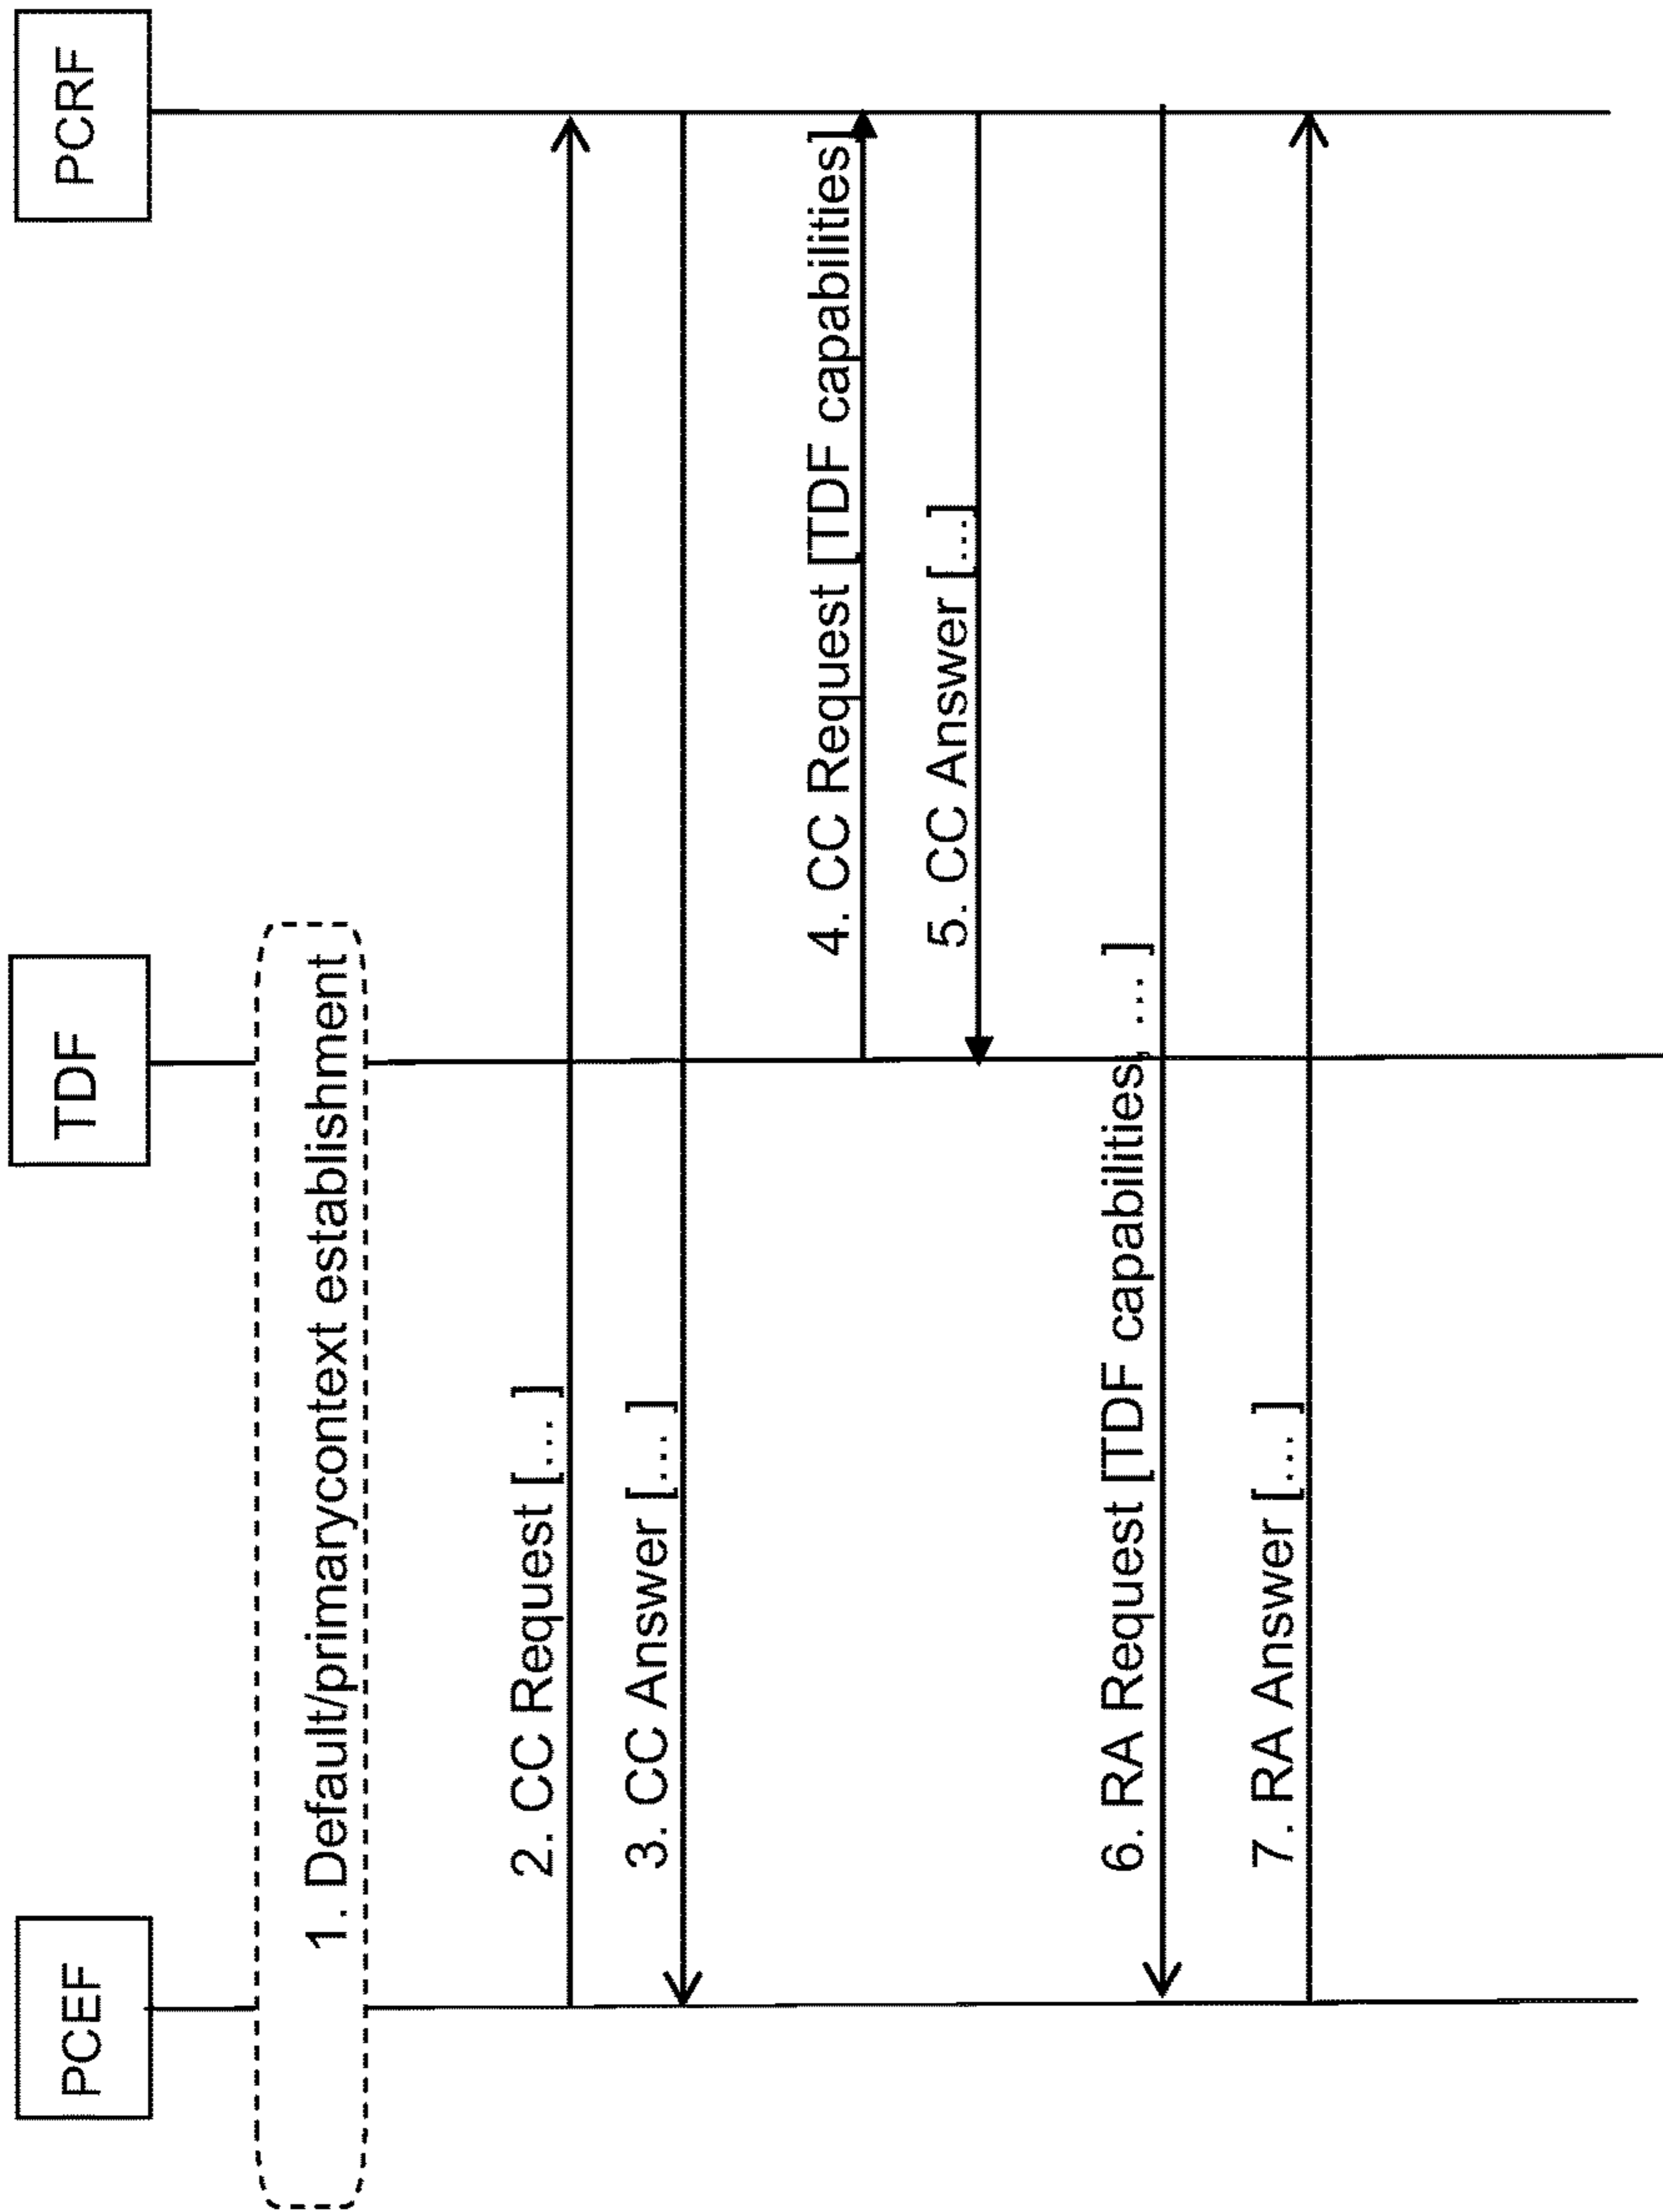 PCEF
TDF
PCRF
1. Default/primarycontext establishment
2. CC Request [... ]
3. CC Answer [... ]
4. CC Request [TDF capabilities]
5. CC Answer [...]
6. RA Request [TDF capabilities, ... ]
7. RA Answer [... ]